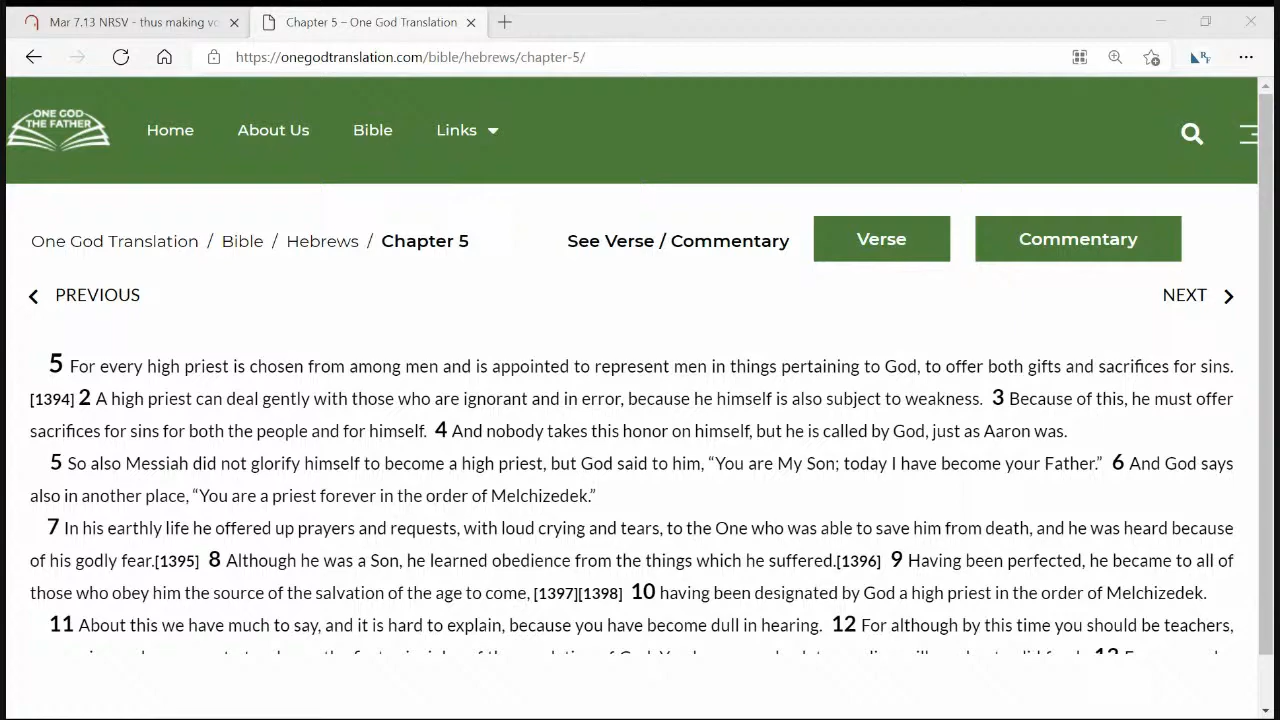 Mar 7.13 NRSV - thus making vo
Chapter 5 – One God Translation
https://onegodtranslation.com/bible/hebrews/chapter-5/
ONE GOD
THE FATHER
Home About Us Bible Links
One God Translation / Bible / Hebrews / Chapter 5 See Verse / Commentary Verse Commentary
PREVIOUS NEXT
5 For every high priest is chosen from among men and is appointed to represent men in things pertaining to God, to offer both gifts and sacrifices for sins.
[1394] 2 A high priest can deal gently with those who are ignorant and in error, because he himself is also subject to weakness. 3 Because of this, he must offer
sacrifices for sins for both the people and for himself. 4 And nobody takes this honor on himself, but he is called by God, just as Aaron was.
5 So also Messiah did not glorify himself to become a high priest, but God said to him, “You are My Son; today I have become your Father.” 6 And God says
also in another place, “You are a priest forever in the order of Melchizedek.”
7 In his earthly life he offered up prayers and requests, with loud crying and tears, to the One who was able to save him from death, and he was heard because
of his godly fear.[1395] 8 Although he was a Son, he learned obedience from the things which he suffered.[1396] 9 Having been perfected, he became to all of
those who obey him the source of the salvation of the age to come, [1397][1398] 10 having been designated by God a high priest in the order of Melchizedek.
11 About this we have much to say, and it is hard to explain, because you have become dull in hearing. 12 For although by this time you should be teachers,